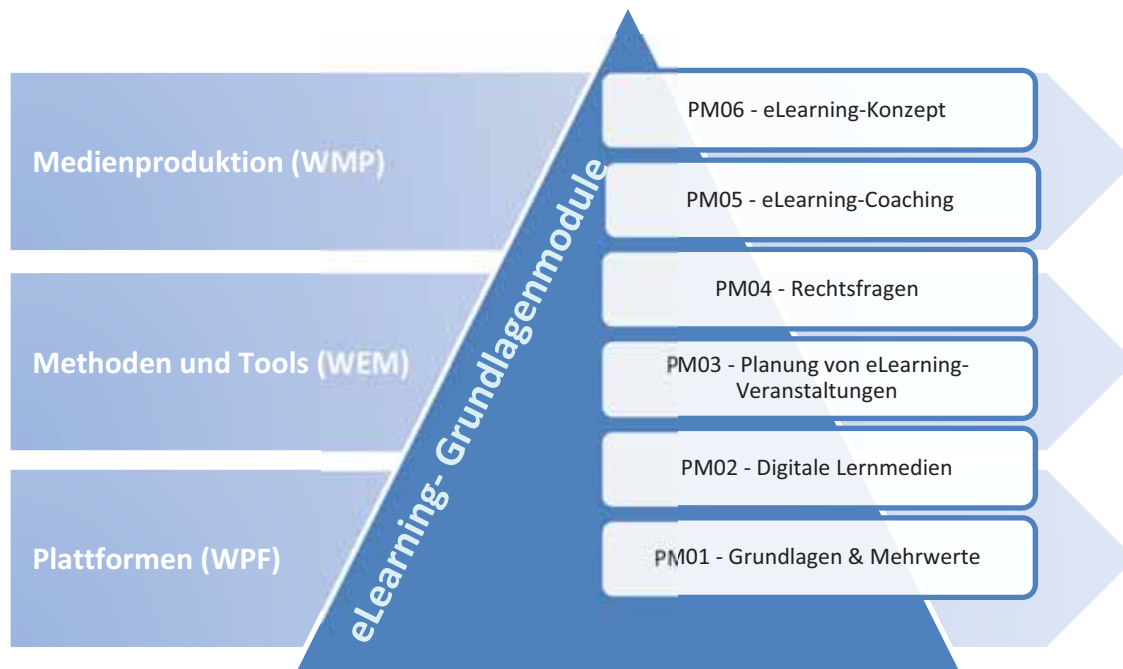 Medienproduktion (WMP)
Methoden und Tools (WEM)
Plattformen (WPF)
eLearning- Grundlagenmodule
PM06 - eLearning-Konzept
PM05 - eLearning-Coaching
PM04 - Rechtsfragen
PM03 - Planung von eLearning-
Veranstaltungen
PM02 - Digitale Lernmedien
PM01 - Grundlagen & Mehrwerte